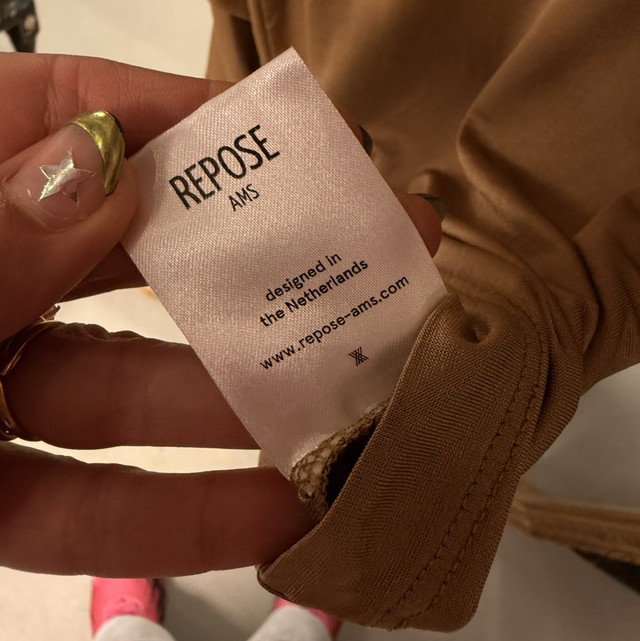 REPOSE
AMS
designed in
the Netherlands
www.repose-ams.com